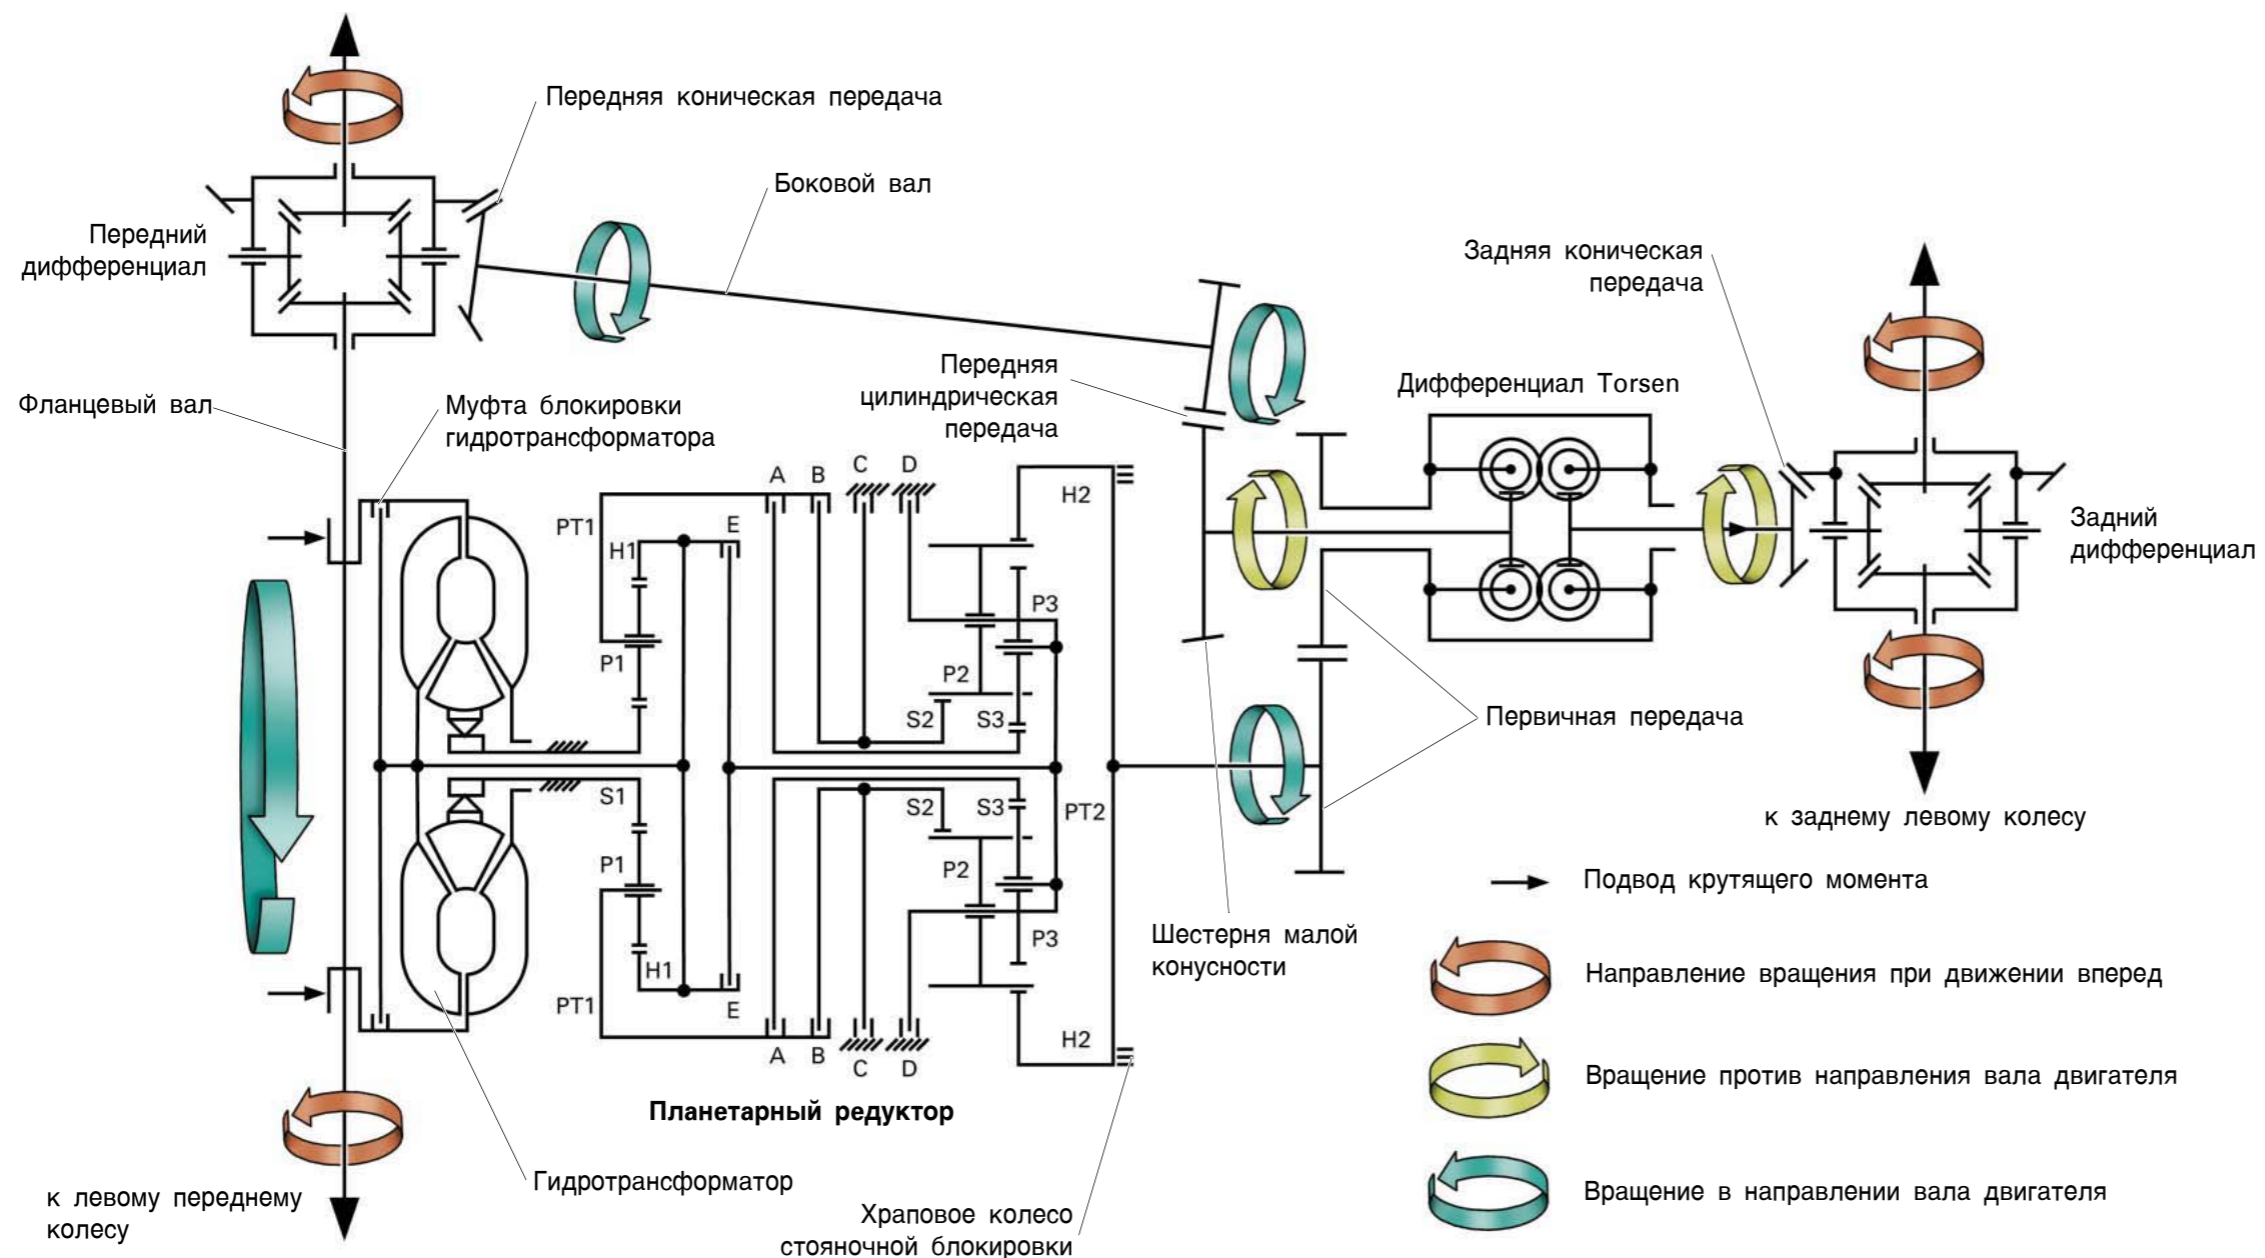 Передняя коническая передача
Боковой вал
Передний
дифференциал
Задняя коническая
передача
Передняя
цилиндрическая
передача
Дифференциал Torsen
Фланцевый вал
Муфта блокировки
гидротрансформатора
A
B
C
D
H2
PT1
H1
E
Задний
дифференциал
P3
P1
P2
S2
S3
Первичная передача
S1
S2
S3
PT2
P1
P2
к заднему левому колесу
Подвод крутящего момента
P3
Шестерня малой
конусности
H1
Направление вращения при движении вперед
PT1
E
H2
A
B
C
D
Вращение против направления вала двигателя
Планетарный редуктор
Гидротрансформатор
Вращение в направлении вала двигателя
к левому переднему
колесу
Храповое колесо
стояночной блокировки